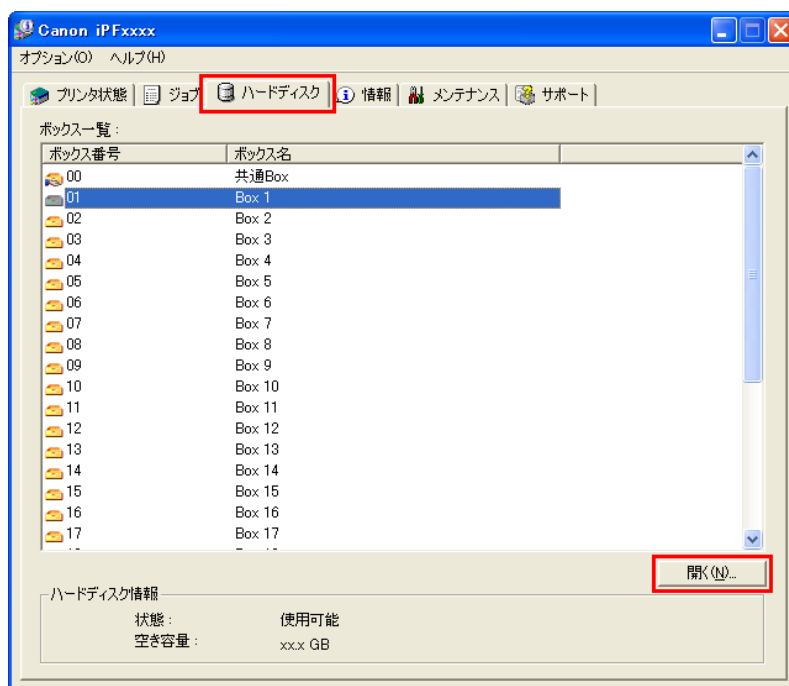 Canon iPFxxxx
オプション(O) ヘルプ(H)
プリンタ状態 ジョブ ハードディスク 情報 メンテナンス サポート
ボックス一覧 :
ボックス番号 ボックス名
00 共通Box
01 Box 1
02 Box 2
03 Box 3
04 Box 4
05 Box 5
06 Box 6
07 Box 7
08 Box 8
09 Box 9
10 Box 10
11 Box 11
12 Box 12
13 Box 13
14 Box 14
15 Box 15
16 Box 16
17 Box 17
開く(N)...
ハードディスク情報
状態 : 使用可能
空き容量 : xx.x GB